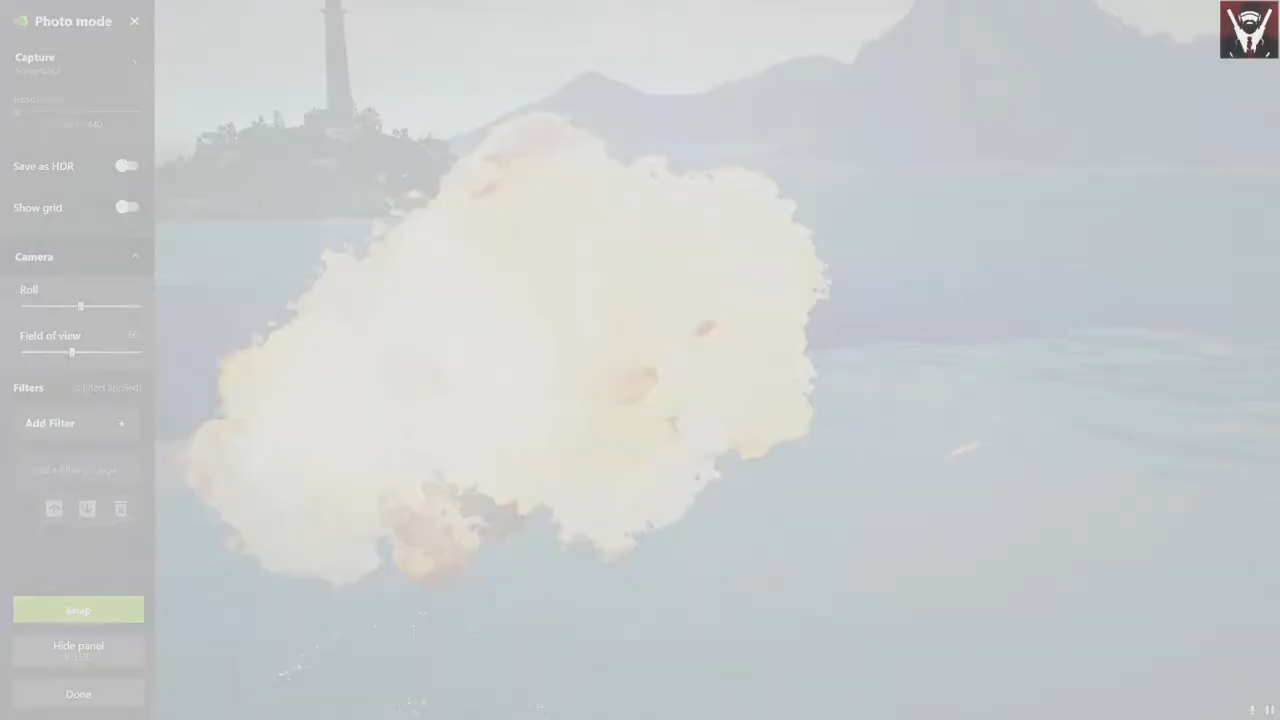 Photo mode
Capture
Screenshot
Save as HDR
Show grid
Camera
Roll
Field of view
Filters
Add Filter +
Snap
Hide panel
Done